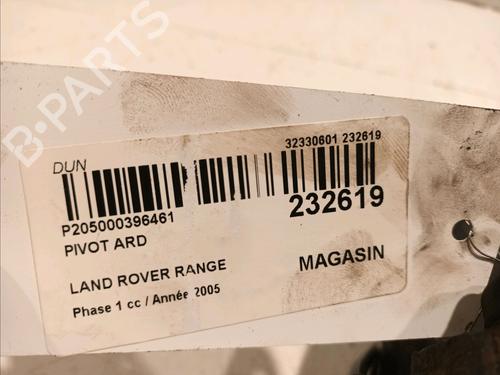 B-PARTS
DUN
32330601 232619
P205000396461
232619
PIVOT ARD
LAND ROVER RANGE
MAGASIN
Phase 1 cc / Année 2005